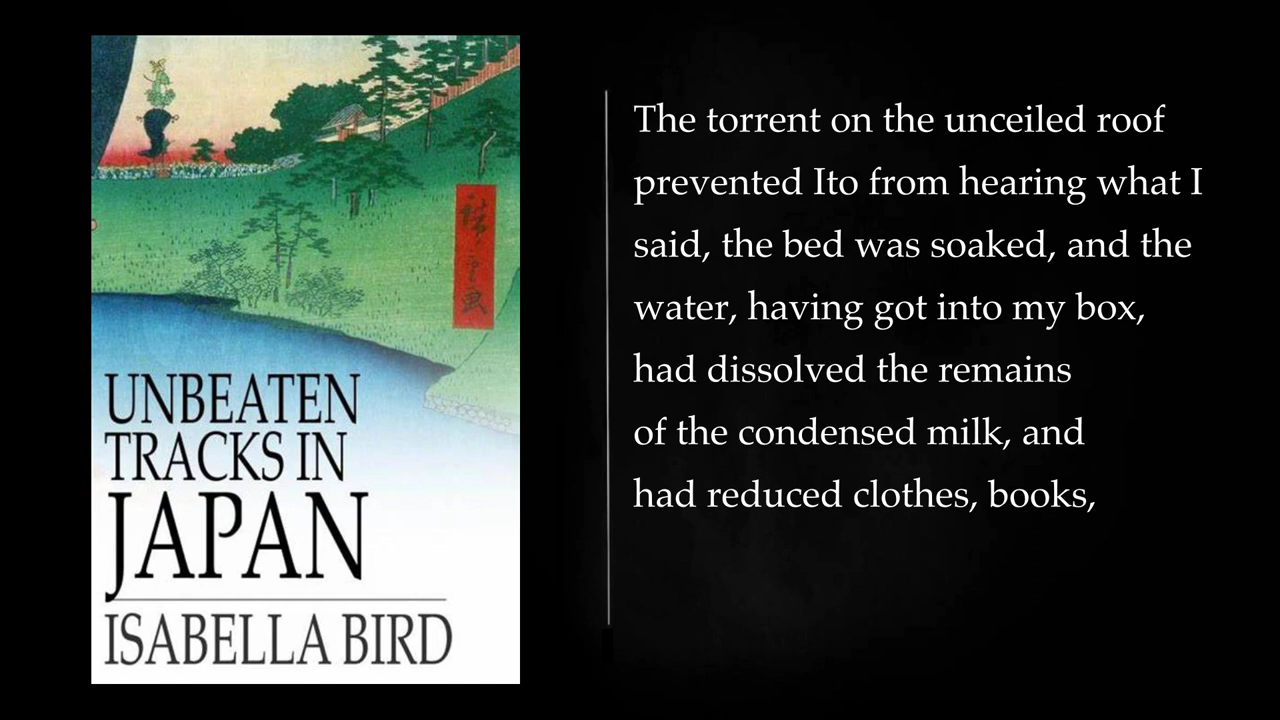 UNBEATEN
TRACKS IN
JAPAN
ISABELLA BIRD
The torrent on the unceiled roof
prevented Ito from hearing what I
said, the bed was soaked, and the
water, having got into my box,
had dissolved the remains
of the condensed milk, and
had reduced clothes, books,